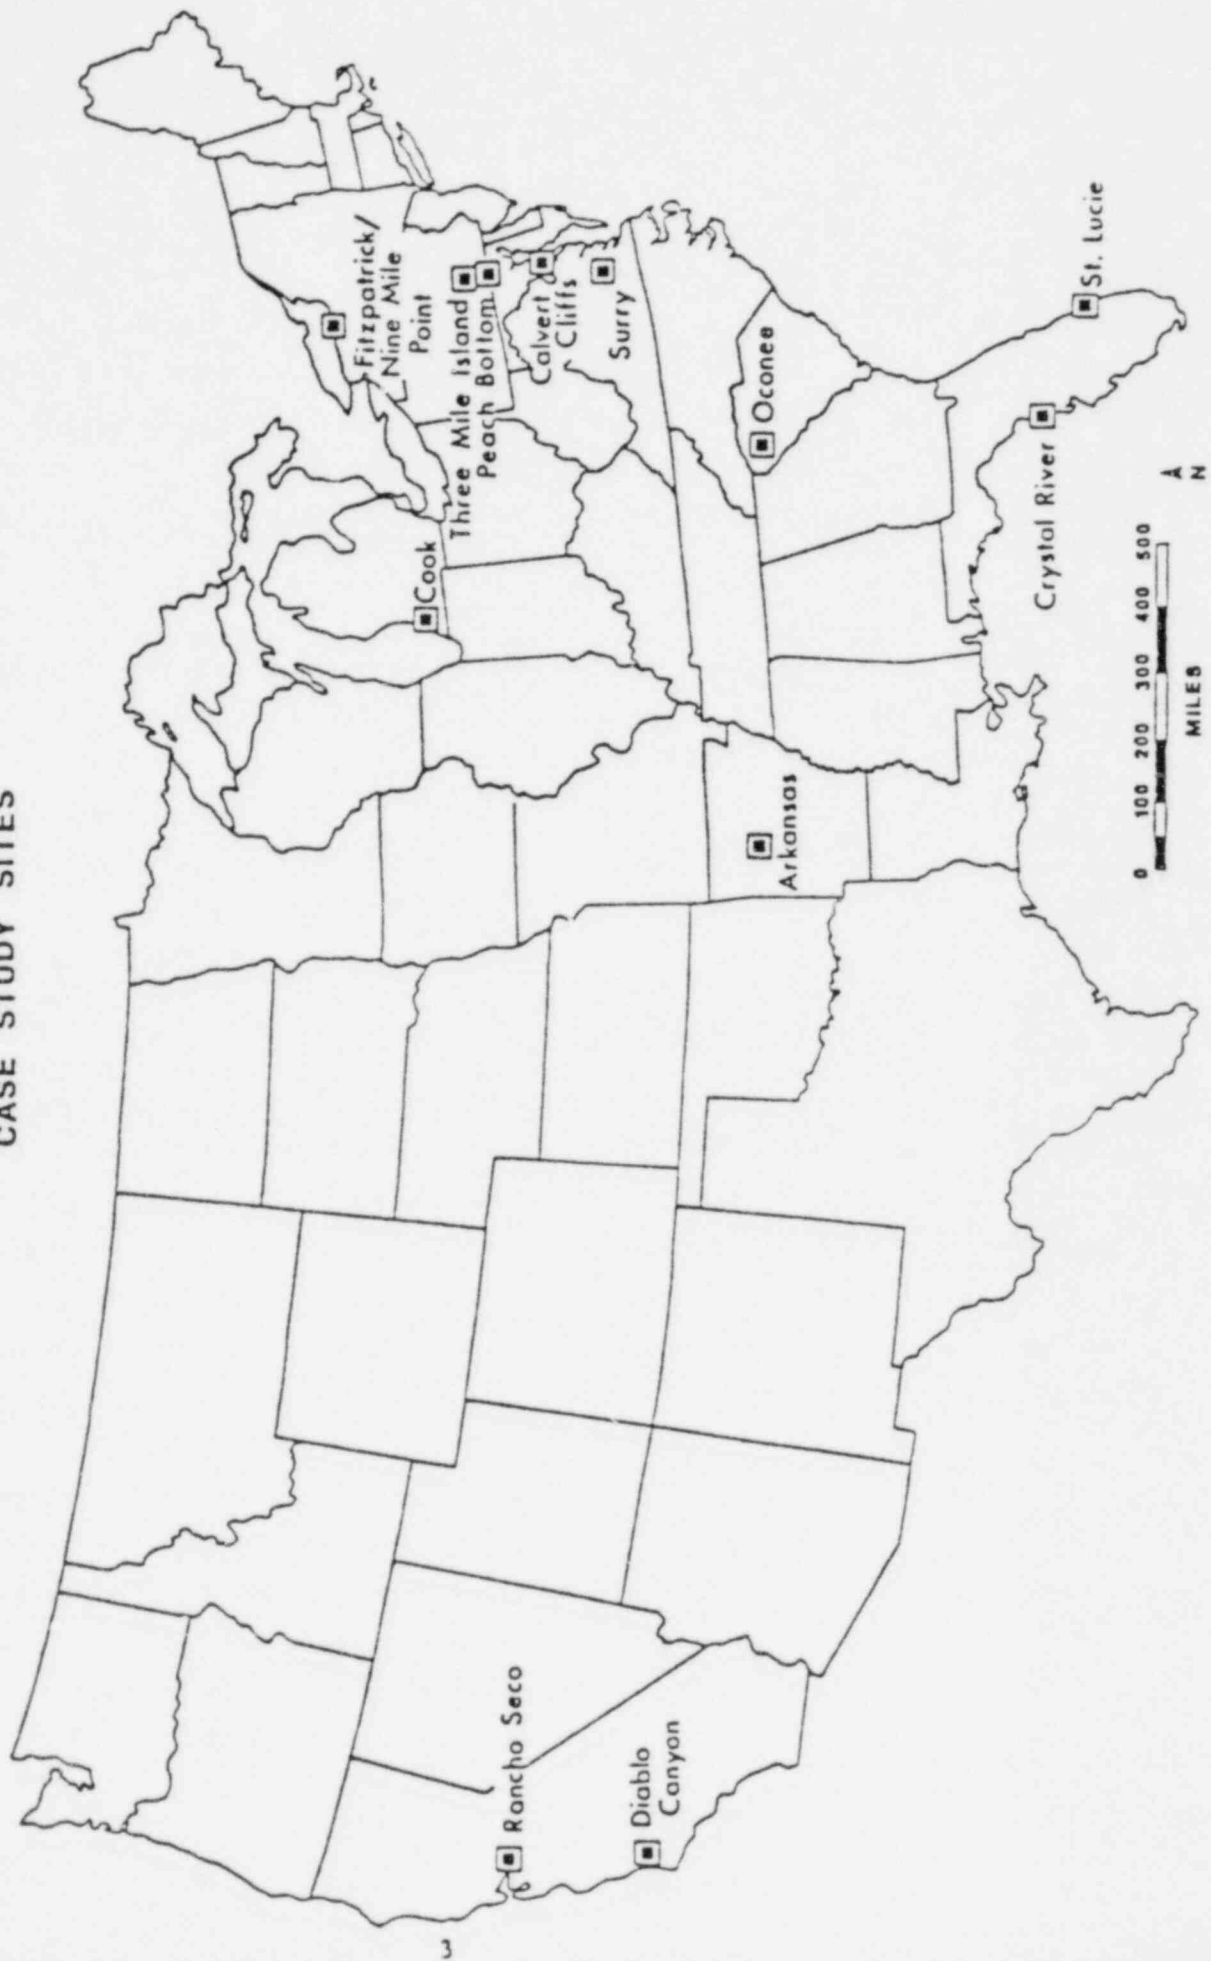 CASE STUDY SITES
Fitzpatrick/
Nine Mile
Point
Three Mile Island
Peach Bottom
Cook
Calvert
Cliffs
Surry
Rancho Seco
Diablo
Canyon
Arkansas
Oconee
Crystal River
St. Lucie
0 100 200 300 400 500
MILES
N
3